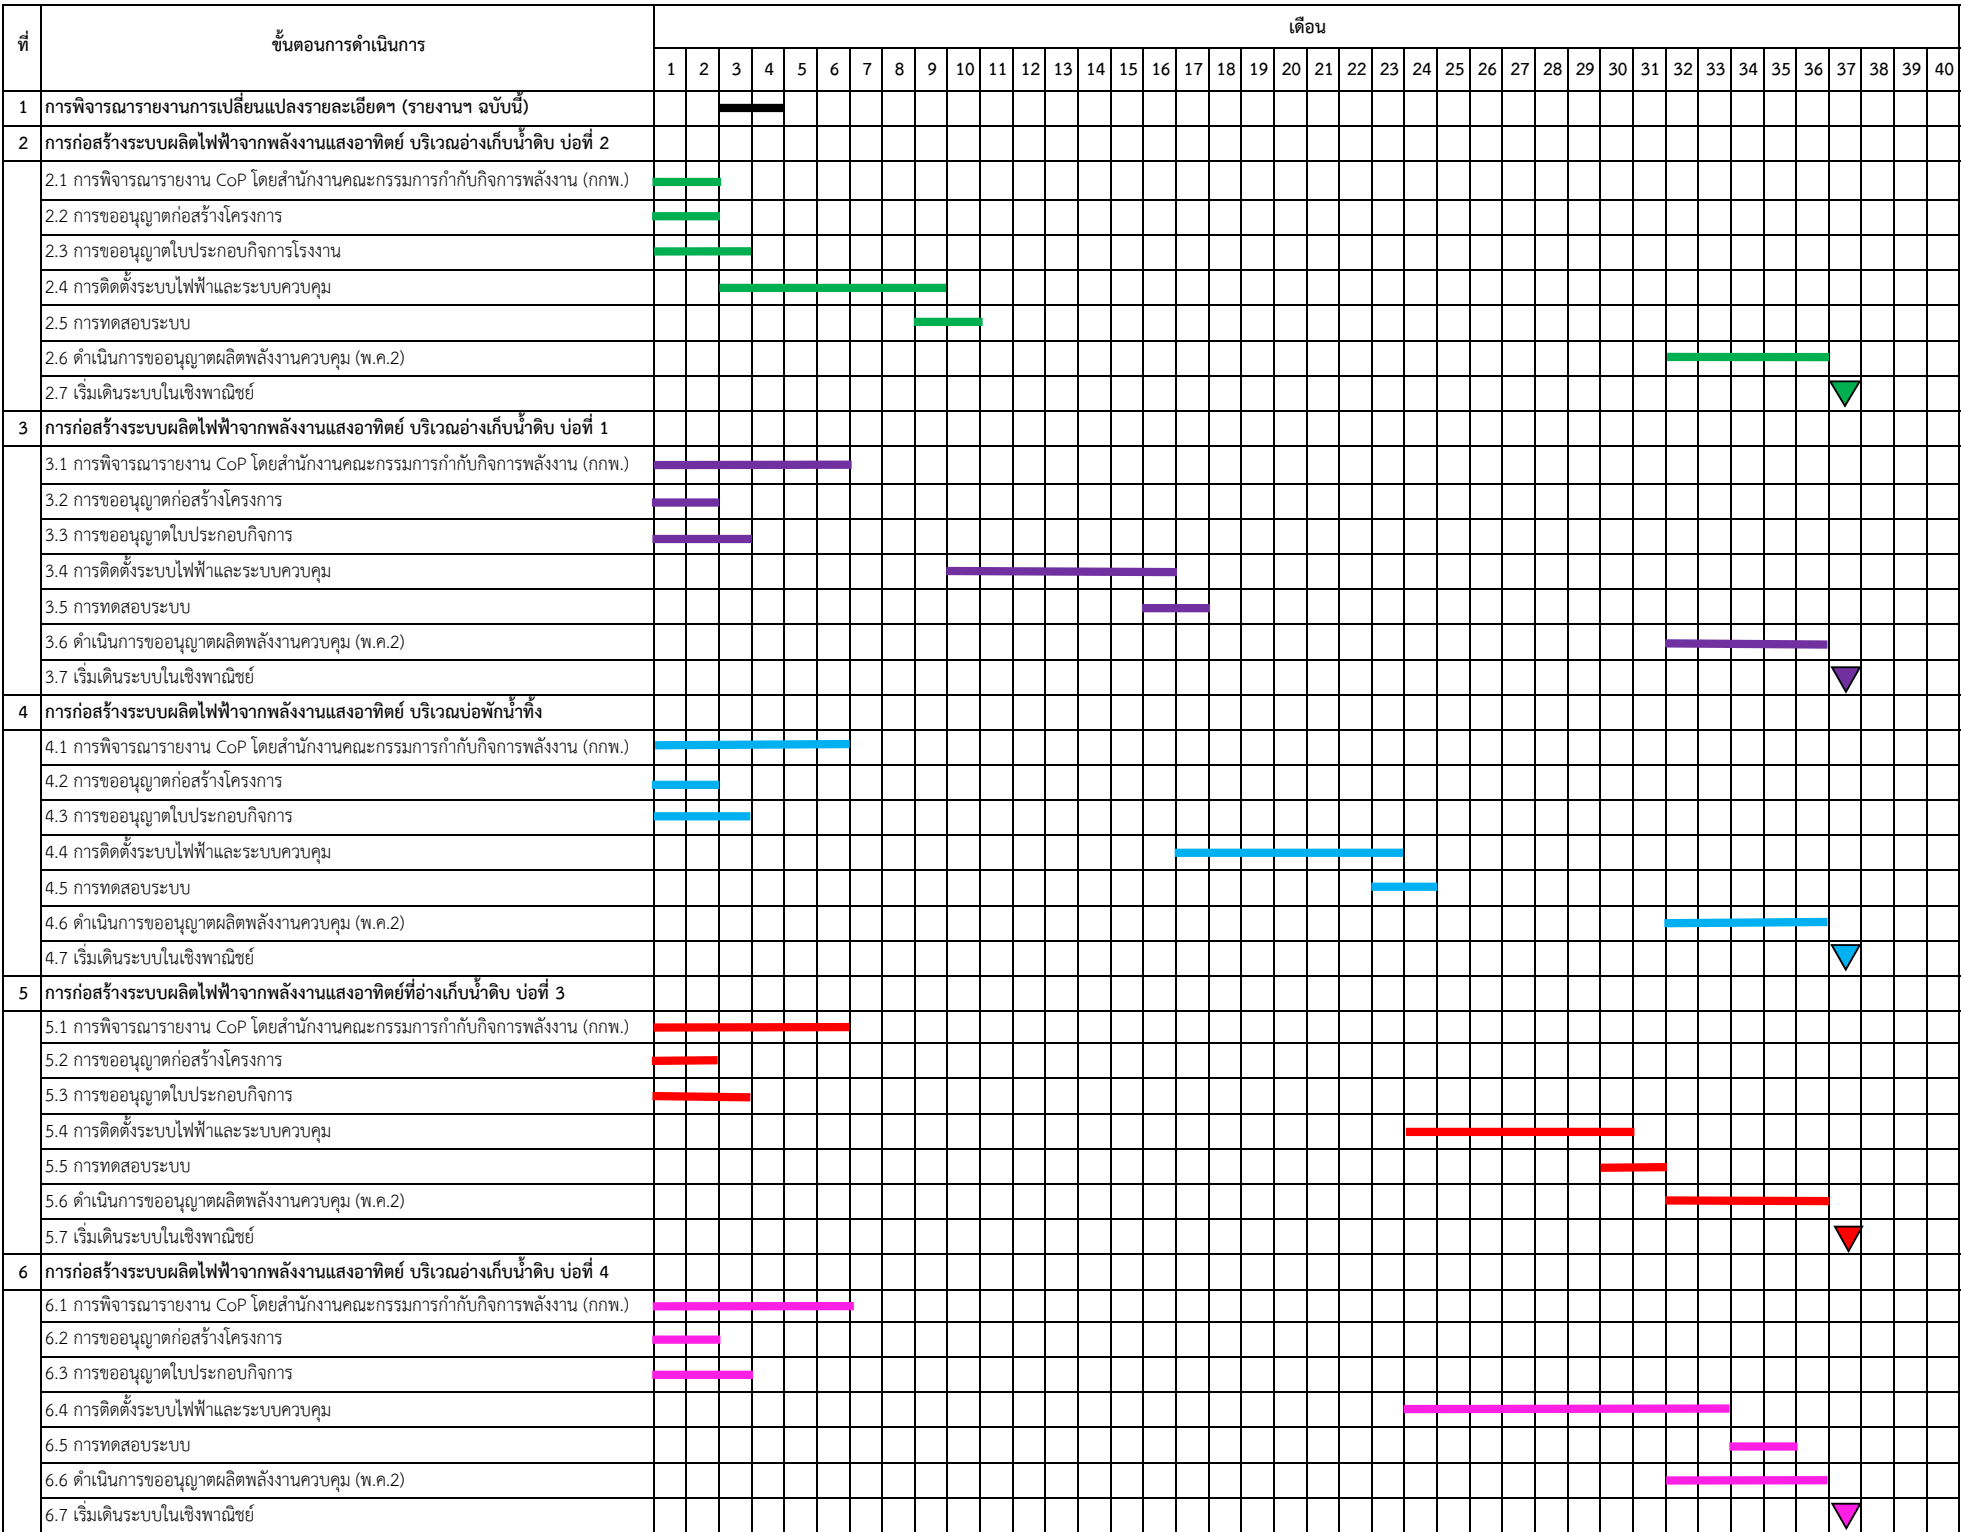 ที่ ขั้นตอนการดำเนินการ เดือน
1 2 3 4 5 6 7 8 9 10 11 12 13 14 15 16 17 18 19 20 21 22 23 24 25 26 27 28 29 30 31 32 33 34 35 36 37 38 39 40
1 การพิจารณารายงานการเปลี่ยนแปลงรายละเอียดฯ (รายงานฯ ฉบับนี้)
2 การก่อสร้างระบบผลิตไฟฟ้าจากพลังงานแสงอาทิตย์ บริเวณอ่างเก็บน้ำดิบ บ่อที่ 2
2.1 การพิจารณารายงาน CoP โดยสำนักงานคณะกรรมการกำกับกิจการพลังงาน (กกพ.)
2.2 การขออนุญาตก่อสร้างโครงการ
2.3 การขออนุญาตใบประกอบกิจการโรงงาน
2.4 การติดตั้งระบบไฟฟ้าและระบบควบคุม
2.5 การทดสอบระบบ
2.6 ดำเนินการขออนุญาตผลิตพลังงานควบคุม (พ.ค.2)
2.7 เริ่มเดินระบบในเชิงพาณิชย์
3 การก่อสร้างระบบผลิตไฟฟ้าจากพลังงานแสงอาทิตย์ บริเวณอ่างเก็บน้ำดิบ บ่อที่ 1
3.1 การพิจารณารายงาน CoP โดยสำนักงานคณะกรรมการกำกับกิจการพลังงาน (กกพ.)
3.2 การขออนุญาตก่อสร้างโครงการ
3.3 การขออนุญาตใบประกอบกิจการ
3.4 การติดตั้งระบบไฟฟ้าและระบบควบคุม
3.5 การทดสอบระบบ
3.6 ดำเนินการขออนุญาตผลิตพลังงานควบคุม (พ.ค.2)
3.7 เริ่มเดินระบบในเชิงพาณิชย์
4 การก่อสร้างระบบผลิตไฟฟ้าจากพลังงานแสงอาทิตย์ บริเวณบ่อพักน้ำทิ้ง
4.1 การพิจารณารายงาน CoP โดยสำนักงานคณะกรรมการกำกับกิจการพลังงาน (กกพ.)
4.2 การขออนุญาตก่อสร้างโครงการ
4.3 การขออนุญาตใบประกอบกิจการ
4.4 การติดตั้งระบบไฟฟ้าและระบบควบคุม
4.5 การทดสอบระบบ
4.6 ดำเนินการขออนุญาตผลิตพลังงานควบคุม (พ.ค.2)
4.7 เริ่มเดินระบบในเชิงพาณิชย์
5 การก่อสร้างระบบผลิตไฟฟ้าจากพลังงานแสงอาทิตย์ที่อ่างเก็บน้ำดิบ บ่อที่ 3
5.1 การพิจารณารายงาน CoP โดยสำนักงานคณะกรรมการกำกับกิจการพลังงาน (กกพ.)
5.2 การขออนุญาตก่อสร้างโครงการ
5.3 การขออนุญาตใบประกอบกิจการ
5.4 การติดตั้งระบบไฟฟ้าและระบบควบคุม
5.5 การทดสอบระบบ
5.6 ดำเนินการขออนุญาตผลิตพลังงานควบคุม (พ.ค.2)
5.7 เริ่มเดินระบบในเชิงพาณิชย์
6 การก่อสร้างระบบผลิตไฟฟ้าจากพลังงานแสงอาทิตย์ บริเวณอ่างเก็บน้ำดิบ บ่อที่ 4
6.1 การพิจารณารายงาน CoP โดยสำนักงานคณะกรรมการกำกับกิจการพลังงาน (กกพ.)
6.2 การขออนุญาตก่อสร้างโครงการ
6.3 การขออนุญาตใบประกอบกิจการ
6.4 การติดตั้งระบบไฟฟ้าและระบบควบคุม
6.5 การทดสอบระบบ
6.6 ดำเนินการขออนุญาตผลิตพลังงานควบคุม (พ.ค.2)
6.7 เริ่มเดินระบบในเชิงพาณิชย์